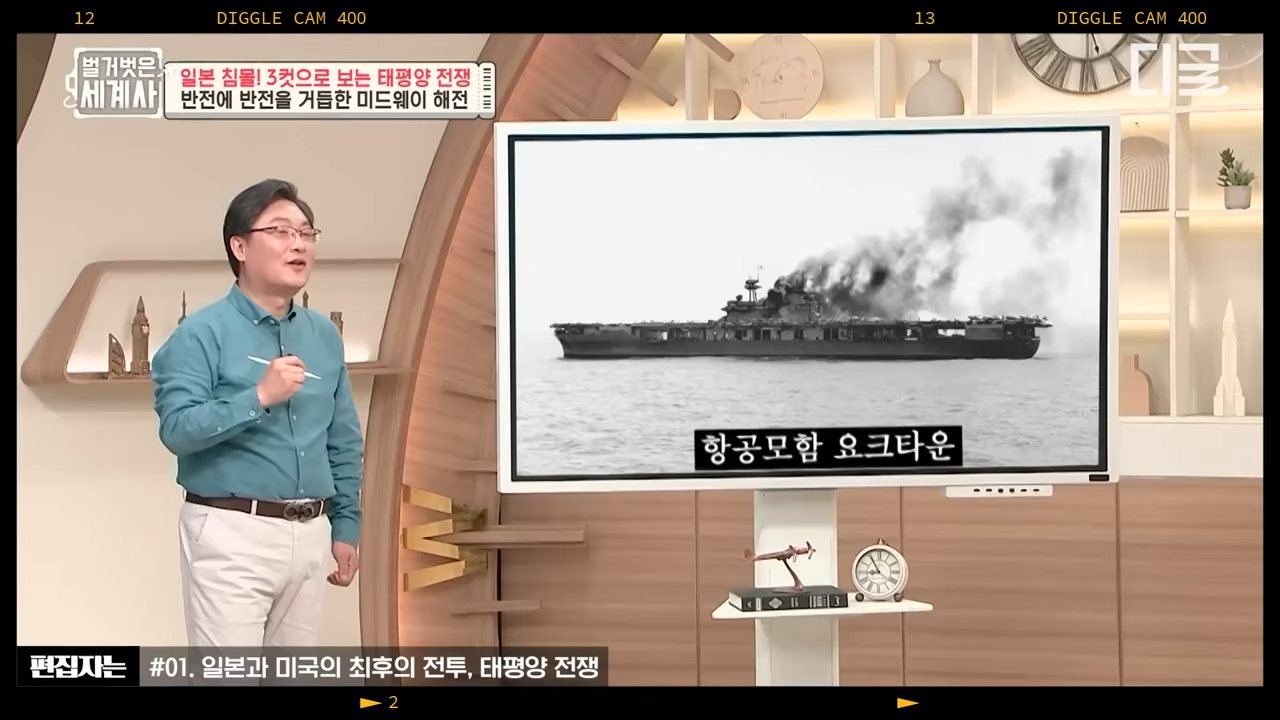 12 DIGGLE CAM 400 13 DIGGLE CAM 400
벌거벗은
세계사
일본 침몰! 3컷으로 보는 태평양 전쟁
반전에 반전을 거듭한 미드웨이 해전
디글
항공모함 요크타운
편집자는 #01. 일본과 미국의 최후의 전투, 태평양 전쟁
2